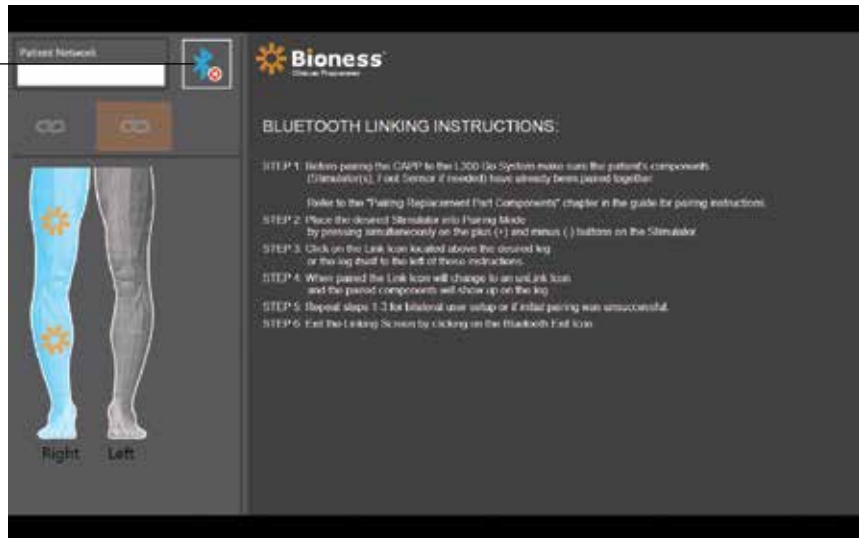 Patient Network
Bioness
Clinician Programmer
BLUETOOTH LINKING INSTRUCTIONS:
STEP 1: Before pairing the CAPP to the L300 Go System make sure the patient's components
(Stimulator(s), Foot Sensor if needed) have already been paired together.
Refer to the "Pairing Replacement Part Components" chapter in the guide for pairing instructions.
STEP 2: Place the desired Stimulator into Pairing Mode
by pressing simultaneously on the plus (+) and minus (-) buttons on the Stimulator.
STEP 3: Click on the Link Icon located above the desired leg
or the leg itself to the left of these instructions.
STEP 4: When paired the Link Icon will change to an unLink Icon
and the paired components will show up on the leg.
STEP 5: Repeat steps 1-3 for bilateral user setup or if initial pairing was unsuccessful.
STEP 6: Exit the Linking Screen by clicking on the Bluetooth Exit Icon.
Right Left